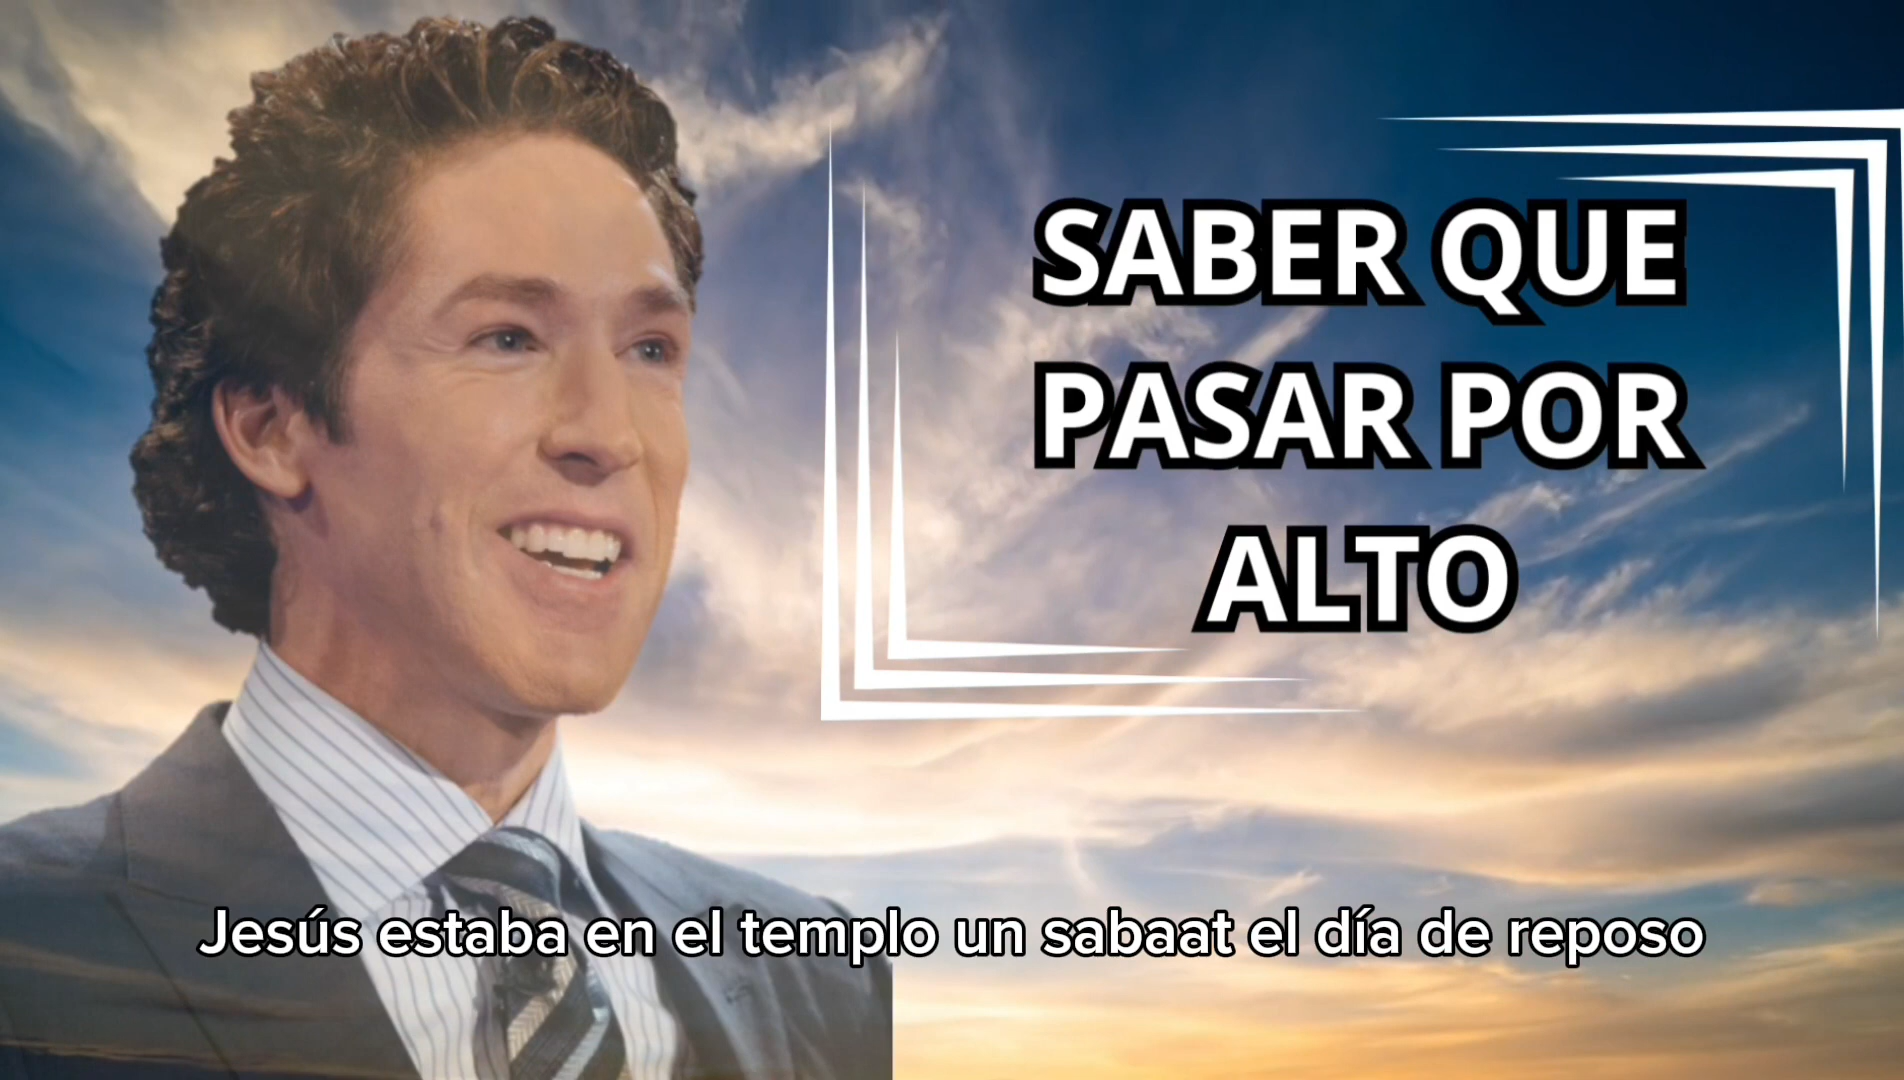 SABER QUE
PASAR POR
ALTO
Jesús estaba en el templo un sabaat el día de reposo